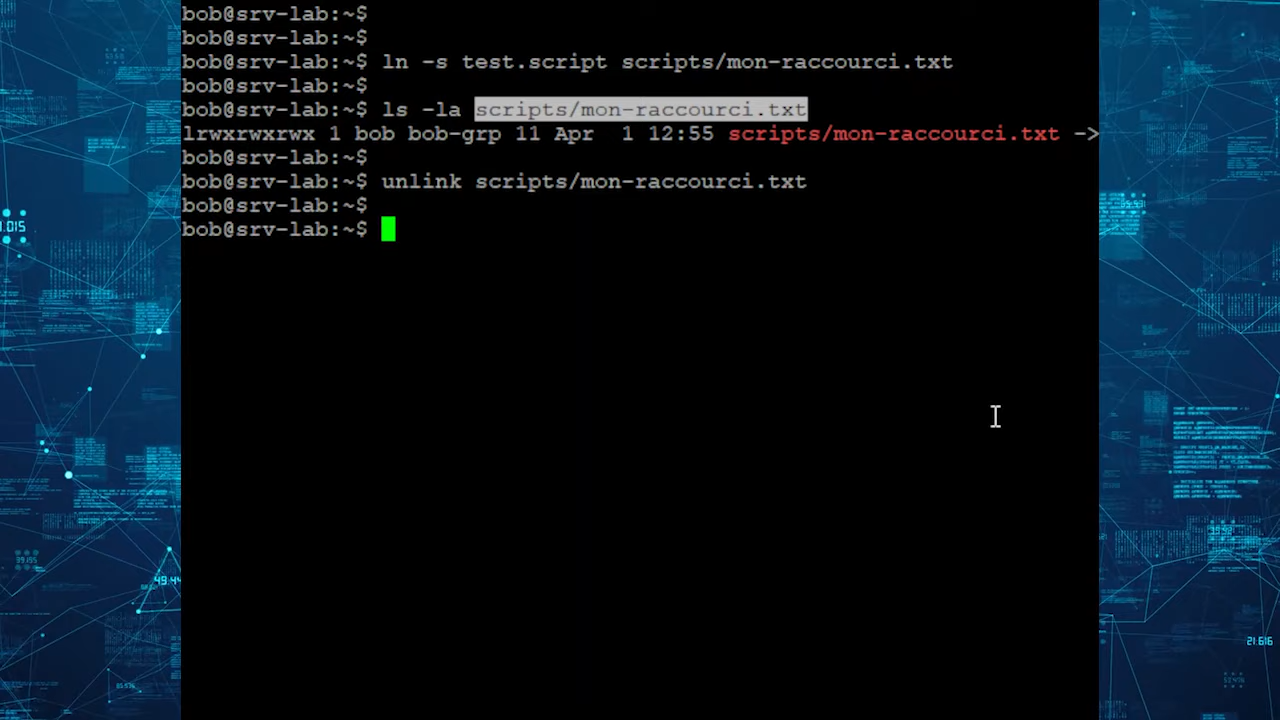 bob@srv-lab:~$
bob@srv-lab:~$
bob@srv-lab:~$ ln -s test.script scripts/mon-raccourci.txt
bob@srv-lab:~$
bob@srv-lab:~$ ls -la scripts/mon-raccourci.txt
lrwxrwxrwx 1 bob bob-grp 11 Apr  1 12:55 scripts/mon-raccourci.txt ->
bob@srv-lab:~$
bob@srv-lab:~$ unlink scripts/mon-raccourci.txt
bob@srv-lab:~$
bob@srv-lab:~$
21.616